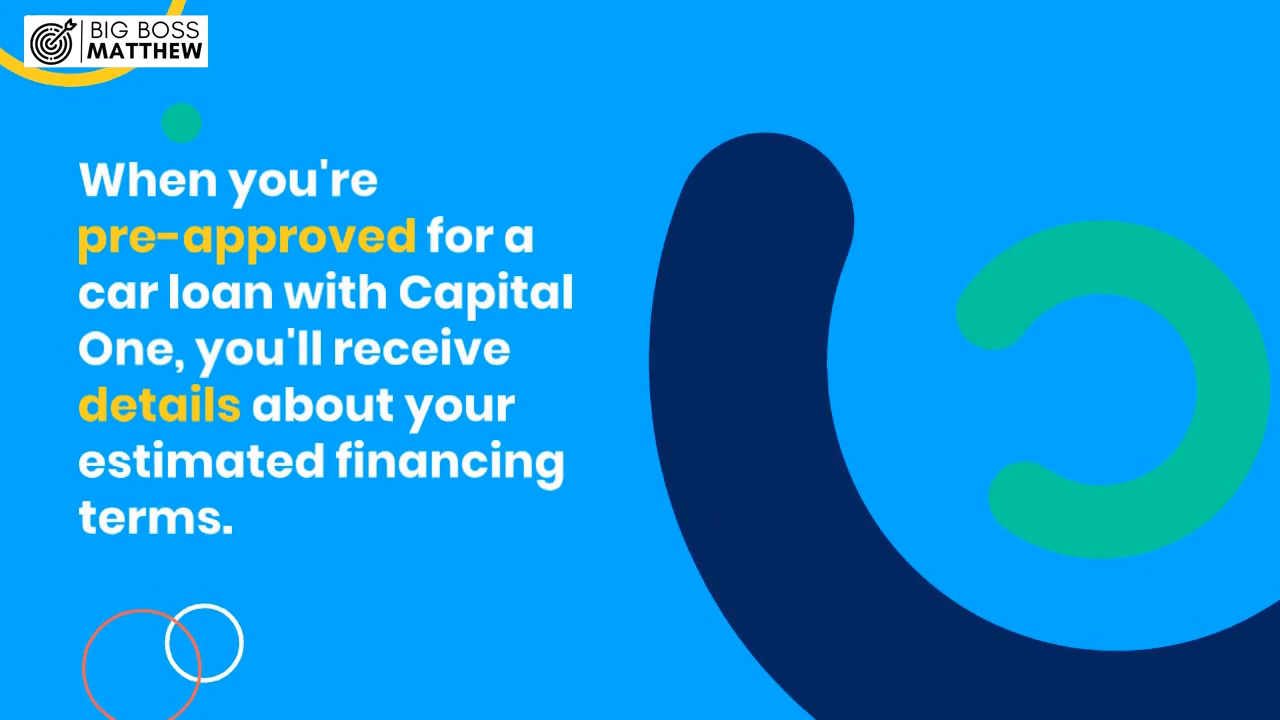 BIG BOSS
MATTHEW
When you're
pre-approved for a
car loan with Capital
One, you'll receive
details about your
estimated financing
terms.